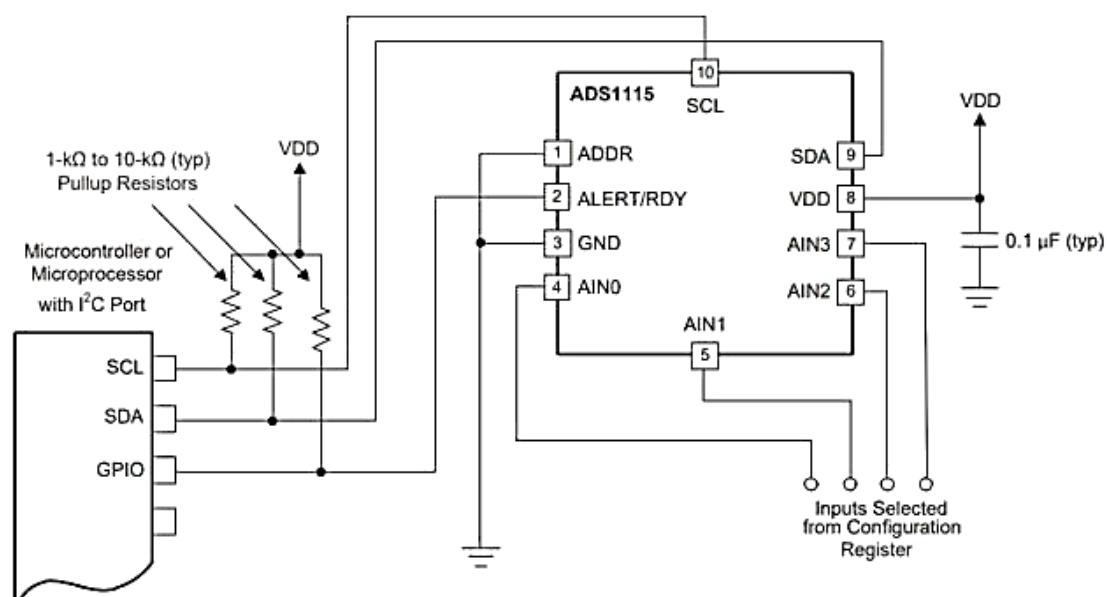 10
ADS1115
SCL
VDD
1-kΩ to 10-kΩ (typ)
Pullup Resistors
VDD
1
ADDR
SDA
9
2
ALERT/RDY
VDD
8
Microcontroller or
Microprocessor
with I²C Port
3
GND
AIN3
7
0.1 µF (typ)
4
AIN0
AIN2
6
AIN1
5
SCL
SDA
GPIO
Inputs Selected
from Configuration
Register